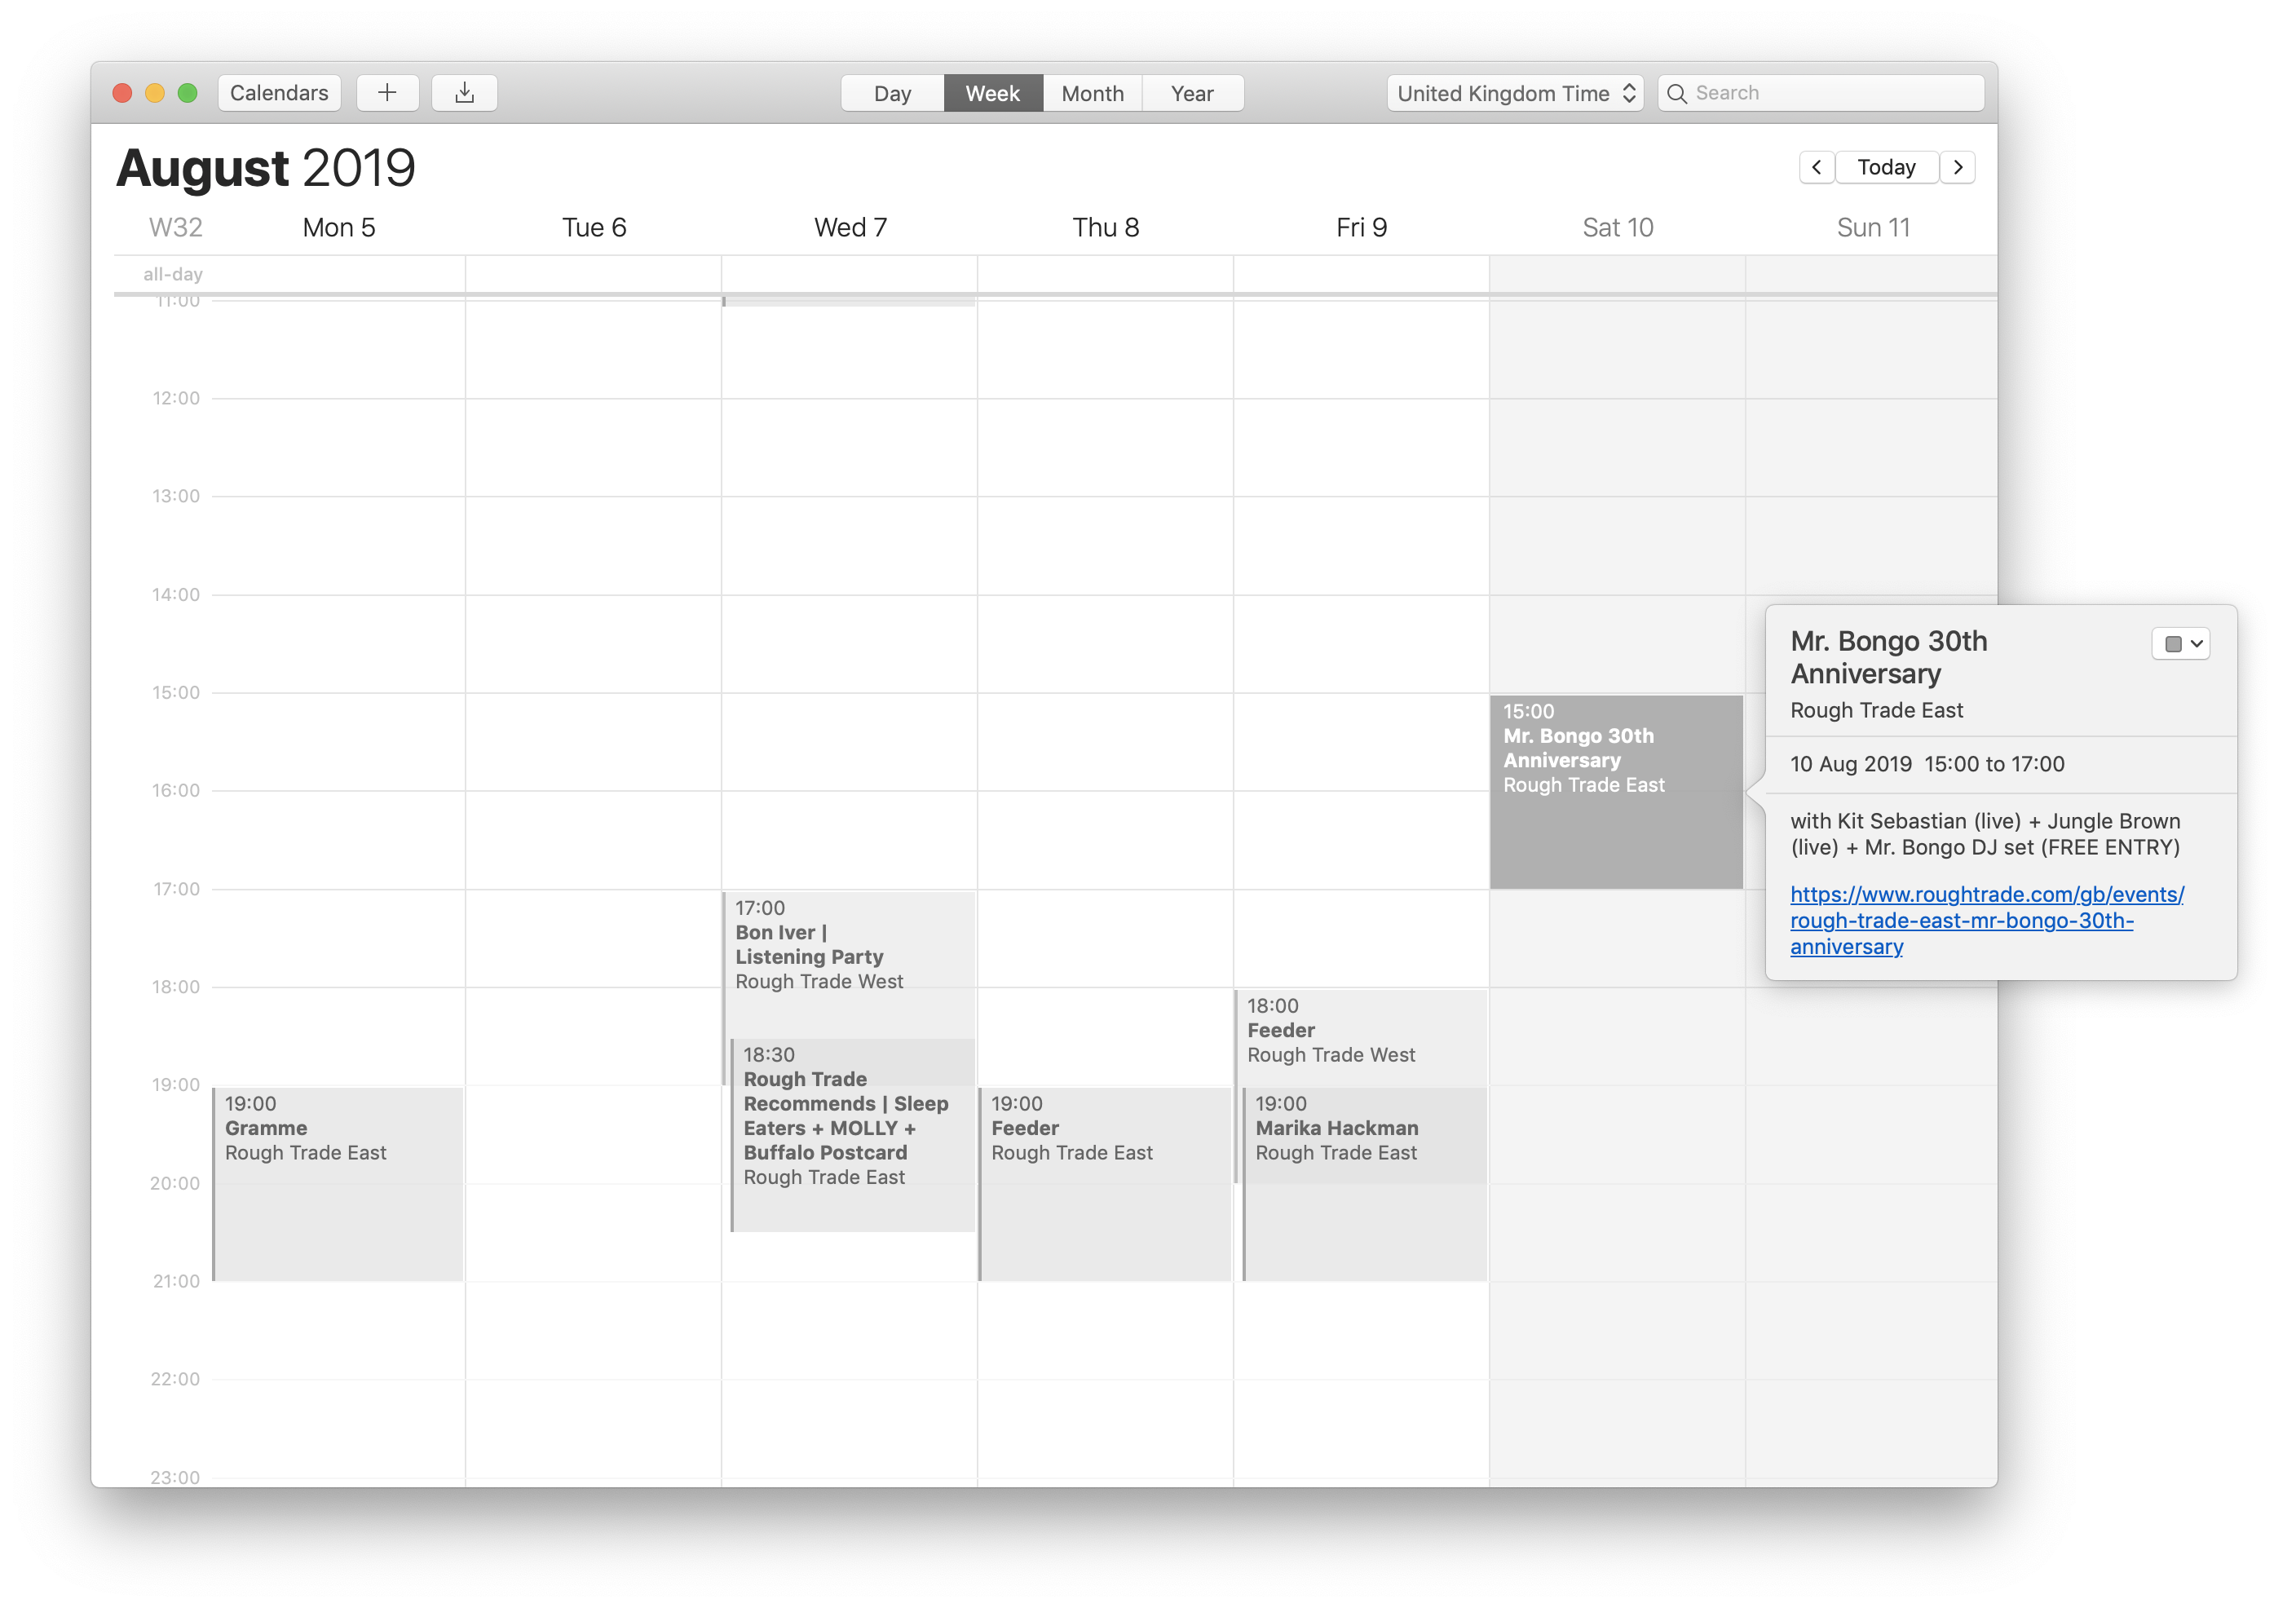 Calendars
Day
Week
Month
Year
United Kingdom Time
Search
August 2019
Today
W32
Mon 5
Tue 6
Wed 7
Thu 8
Fri 9
Sat 10
Sun 11
all-day
11:00
12:00
13:00
14:00
15:00
16:00
17:00
18:00
19:00
20:00
21:00
22:00
23:00
19:00
Gramme
Rough Trade East
17:00
Bon Iver |
Listening Party
Rough Trade West
18:30
Rough Trade
Recommends | Sleep
Eaters + MOLLY +
Buffalo Postcard
Rough Trade East
19:00
Feeder
Rough Trade East
18:00
Feeder
Rough Trade West
19:00
Marika Hackman
Rough Trade East
15:00
Mr. Bongo 30th
Anniversary
Rough Trade East
Mr. Bongo 30th
Anniversary
Rough Trade East
10 Aug 2019 15:00 to 17:00
with Kit Sebastian (live) + Jungle Brown
(live) + Mr. Bongo DJ set (FREE ENTRY)
https://www.roughtrade.com/gb/events/
rough-trade-east-mr-bongo-30th-
anniversary